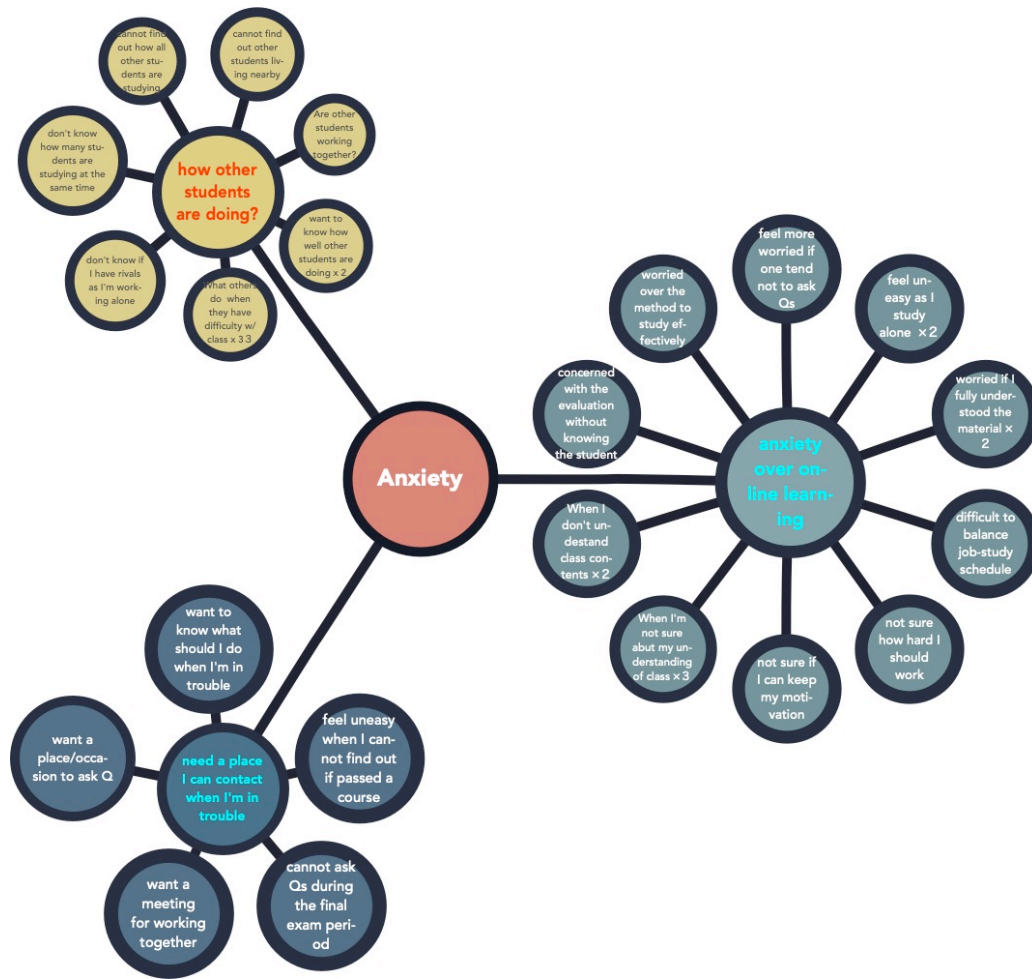 cannot find
out how all
other stu-
dents are
studying
cannot find
out other
students liv-
ing nearby
Are other
students
working
together?
don't know
how many stu-
dents are
studying at the
same time
how other
students
are doing?
want to
know how
well other
students are
doing x 2
don't know if
I have rivals
as I'm work-
ing alone
What others
do when
they have
difficulty w/
class x 3 3
Anxiety
feel more
worried if
one tend
not to ask
Qs
worried
over the
method to
study ef-
fectively
feel un-
easy as I
study
alone ×2
concerned
with the
evaluation
without
knowing
the student
worried if I
fully under-
stood the
material ×
2
anxiety
over on-
line learn-
ing
When I
don't un-
destand
class con-
tents ×2
difficult to
balance
job-study
schedule
When I'm
not sure
abut my un-
derstanding
of class ×3
not sure if
I can keep
my moti-
vation
not sure
how hard I
should
work
want to
know what
should I do
when I'm in
trouble
want a
place/occa-
sion to ask Q
need a place
I can contact
when I'm in
trouble
feel uneasy
when I can-
not find out
if passed a
course
want a
meeting
for working
together
cannot ask
Qs during
the final
exam peri-
od